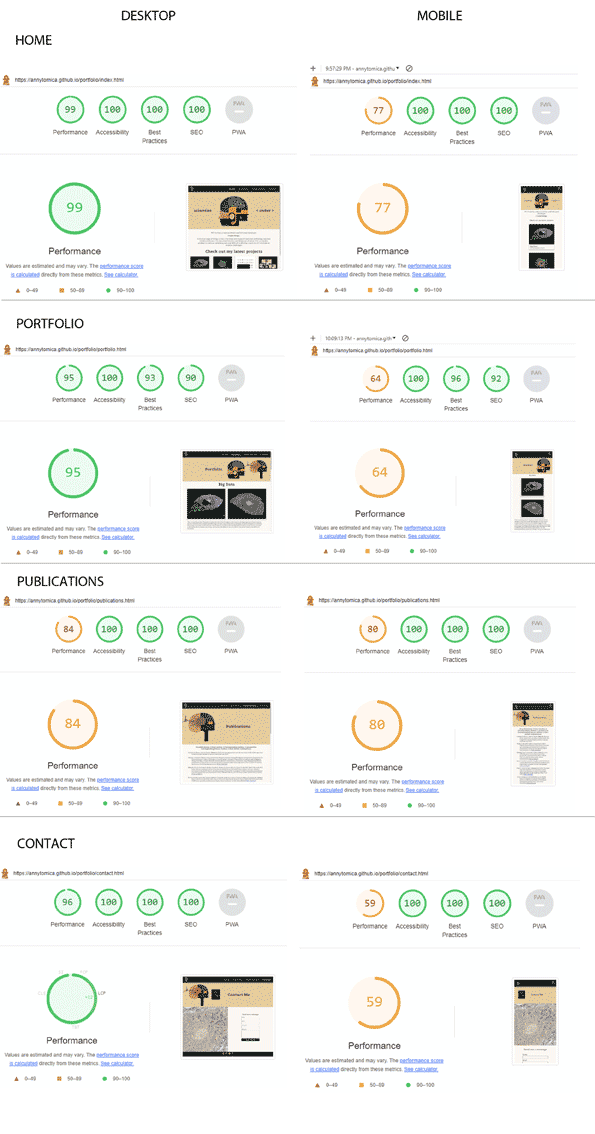 DESKTOP MOBILE
HOME
https://annytomica.github.io/portfolio/index.html
99 100 100 100
Performance Accessibility Best Practices SEO PWA
99
Performance
Values are estimated and may vary. The performance score
is calculated directly from these metrics. See calculator.
0–49 50–89 90–100
9:57:29 PM - annytomica.githu
https://annytomica.github.io/portfolio/index.html
77 100 100 100
Performance Accessibility Best Practices SEO PWA
77
Performance
Values are estimated and may vary. The performance score
is calculated directly from these metrics. See calculator.
0–49 50–89 90–100
Check out my latest projects
PORTFOLIO
https://annytomica.github.io/portfolio/portfolio.html
95 100 93 90
Performance Accessibility Best Practices SEO PWA
95
Performance
Values are estimated and may vary. The performance score
is calculated directly from these metrics. See calculator.
0–49 50–89 90–100
Portfolio
Big Data
10:09:13 PM - annytomica.gith
https://annytomica.github.io/portfolio/portfolio.html
64 100 96 92
Performance Accessibility Best Practices SEO PWA
64
Performance
Values are estimated and may vary. The performance score
is calculated directly from these metrics. See calculator.
0–49 50–89 90–100
PUBLICATIONS
https://annytomica.github.io/portfolio/publications.html
84 100 100 100
Performance Accessibility Best Practices SEO PWA
84
Performance
Values are estimated and may vary. The performance score
is calculated directly from these metrics. See calculator.
0–49 50–89 90–100
Publications
https://annytomica.github.io/portfolio/publications.html
80 100 100 100
Performance Accessibility Best Practices SEO PWA
80
Performance
Values are estimated and may vary. The performance score
is calculated directly from these metrics. See calculator.
0–49 50–89 90–100
CONTACT
https://annytomica.github.io/portfolio/contact.html
96 100 100 100
Performance Accessibility Best Practices SEO PWA
LCP
Performance
Values are estimated and may vary. The performance score
is calculated directly from these metrics. See calculator.
0–49 50–89 90–100
Contact Me
https://annytomica.github.io/portfolio/contact.html
59 100 100 100
Performance Accessibility Best Practices SEO PWA
59
Performance
Values are estimated and may vary. The performance score
is calculated directly from these metrics. See calculator.
0–49 50–89 90–100